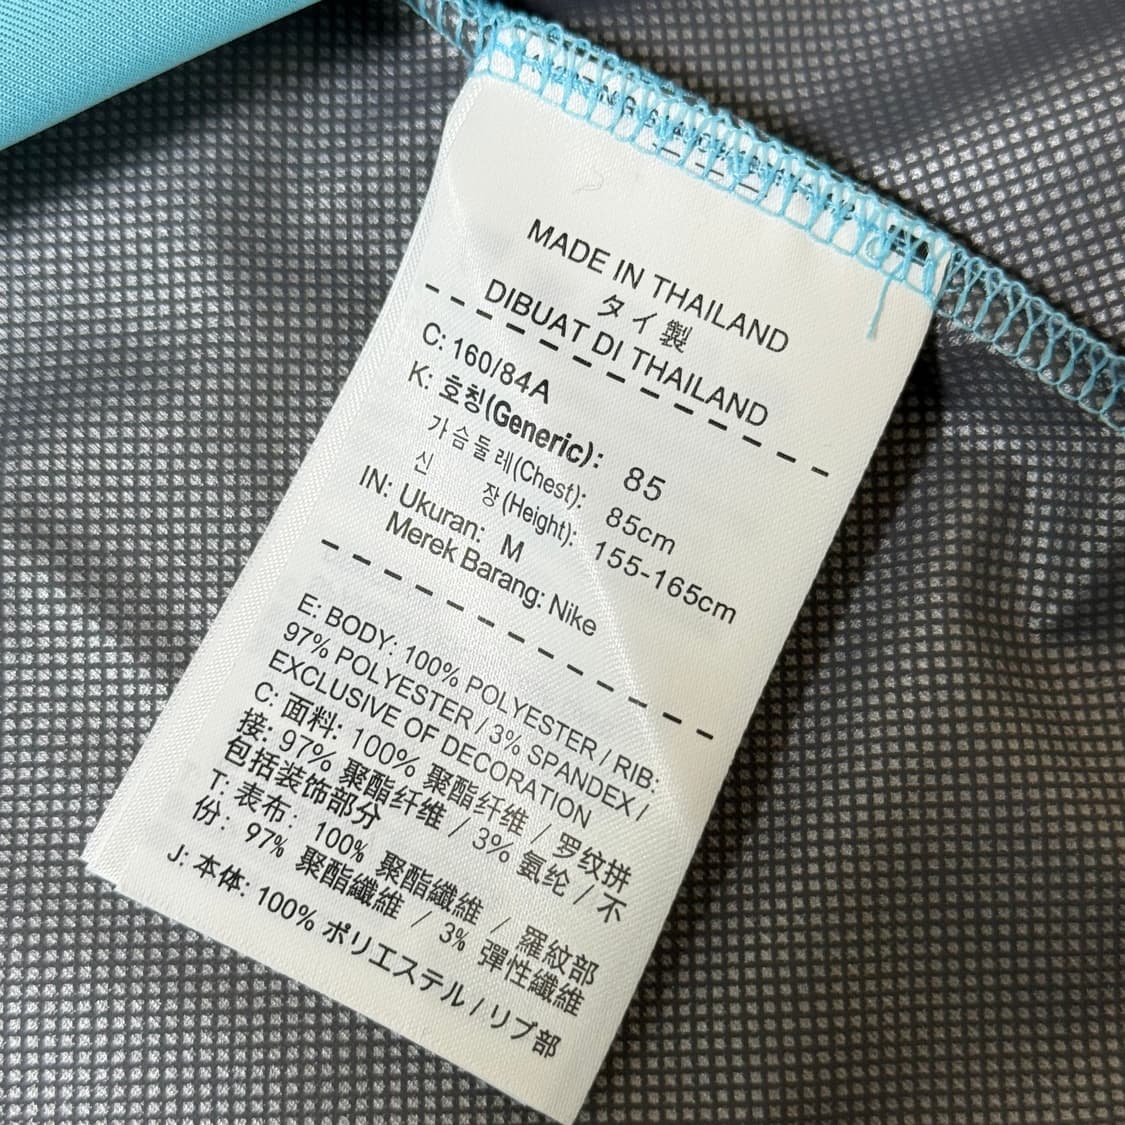 MADE IN THAILAND
タイ製
DIBUAT DI THAILAND
C: 160/84A
K: 호칭(Generic): 85
가슴둘레(Chest): 85cm
신 장(Height): 155-165cm
IN: Ukuran: M
Merek Barang: Nike
E: BODY: 100% POLYESTER / RIB:
97% POLYESTER / 3% SPANDEX /
EXCLUSIVE OF DECORATION
C: 面料: 100% 聚酯纤维 / 罗纹拼
接: 97% 聚酯纤维 / 3% 氨纶 / 不
包括装饰部分
T: 表布: 100% 聚酯纖維 / 羅紋部
份: 97% 聚酯纖維 / 3% 彈性纖維
J: 本体: 100% ポリエステル / リブ部